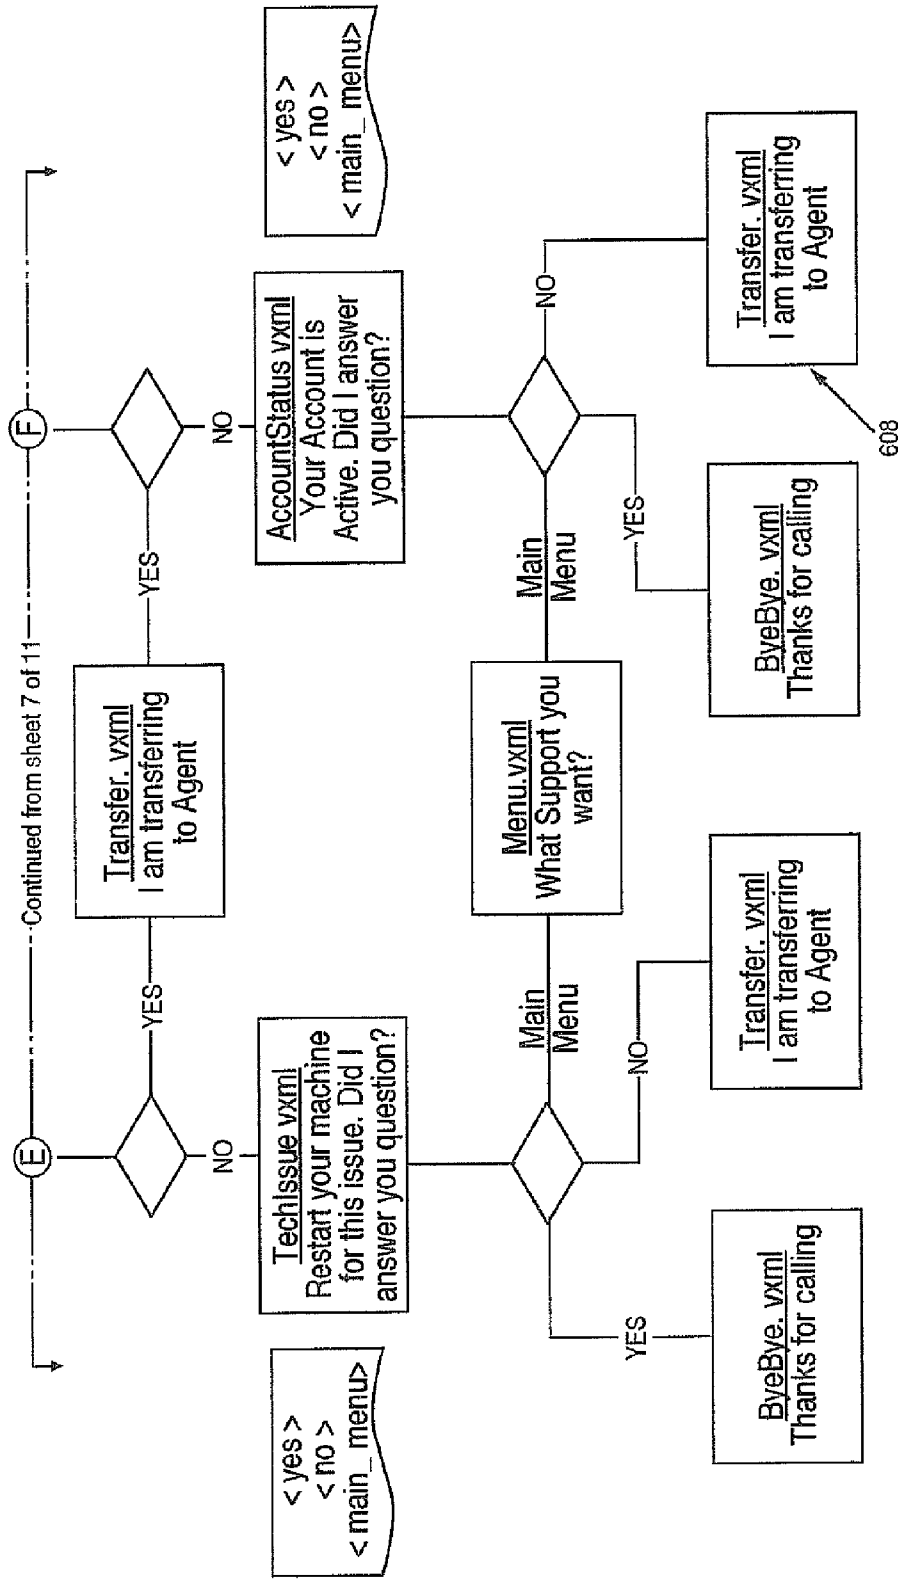 Continued from sheet 7 of 11
E
F
YES
Transfer. vxml
I am transferring
to Agent
YES
NO
NO
< yes >
< no >
< main_ menu>
TechIssue vxml
Restart your machine
for this issue. Did I
answer you question?
AccountStatus vxml
Your Account is
Active. Did I answer
you question?
< yes >
< no >
< main_ menu>
Main
Menu
Menu.vxml
What Support you
want?
Main
Menu
YES
NO
YES
NO
ByeBye. vxml
Thanks for calling
Transfer. vxml
I am transferring
to Agent
ByeBye. vxml
Thanks for calling
Transfer. vxml
I am transferring
to Agent
608